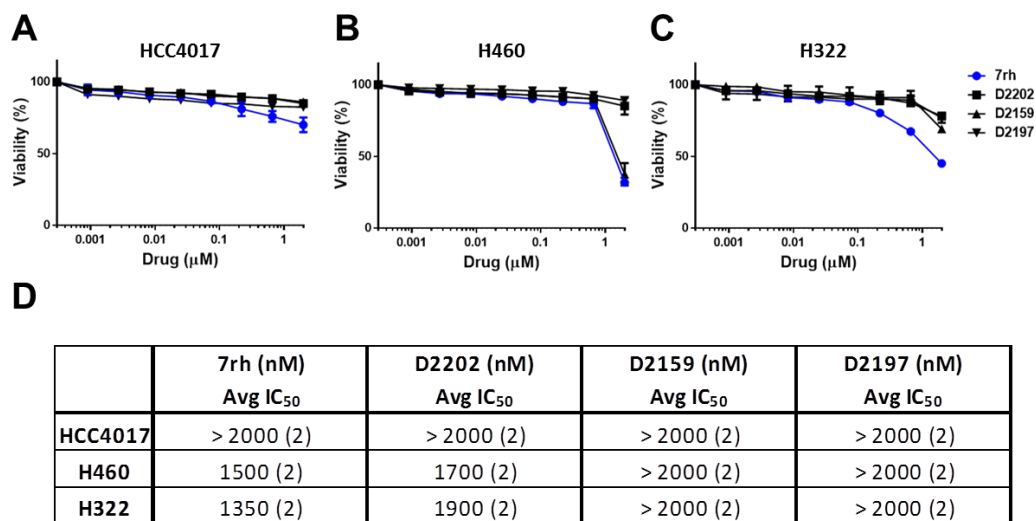 A
HCC4017
100
50
0
Viability (%)
0.001
0.01
0.1
1
Drug (μM)
B
H460
100
50
0
Viability (%)
0.001
0.01
0.1
1
Drug (μM)
C
H322
100
50
0
Viability (%)
0.001
0.01
0.1
1
Drug (μM)
7rh
D2202
D2159
D2197
D
7rh (nM) D2202 (nM) D2159 (nM) D2197 (nM)
Avg IC₅₀ Avg IC₅₀ Avg IC₅₀ Avg IC₅₀
HCC4017 > 2000 (2) > 2000 (2) > 2000 (2) > 2000 (2)
H460 1500 (2) 1700 (2) > 2000 (2) > 2000 (2)
H322 1350 (2) 1900 (2) > 2000 (2) > 2000 (2)